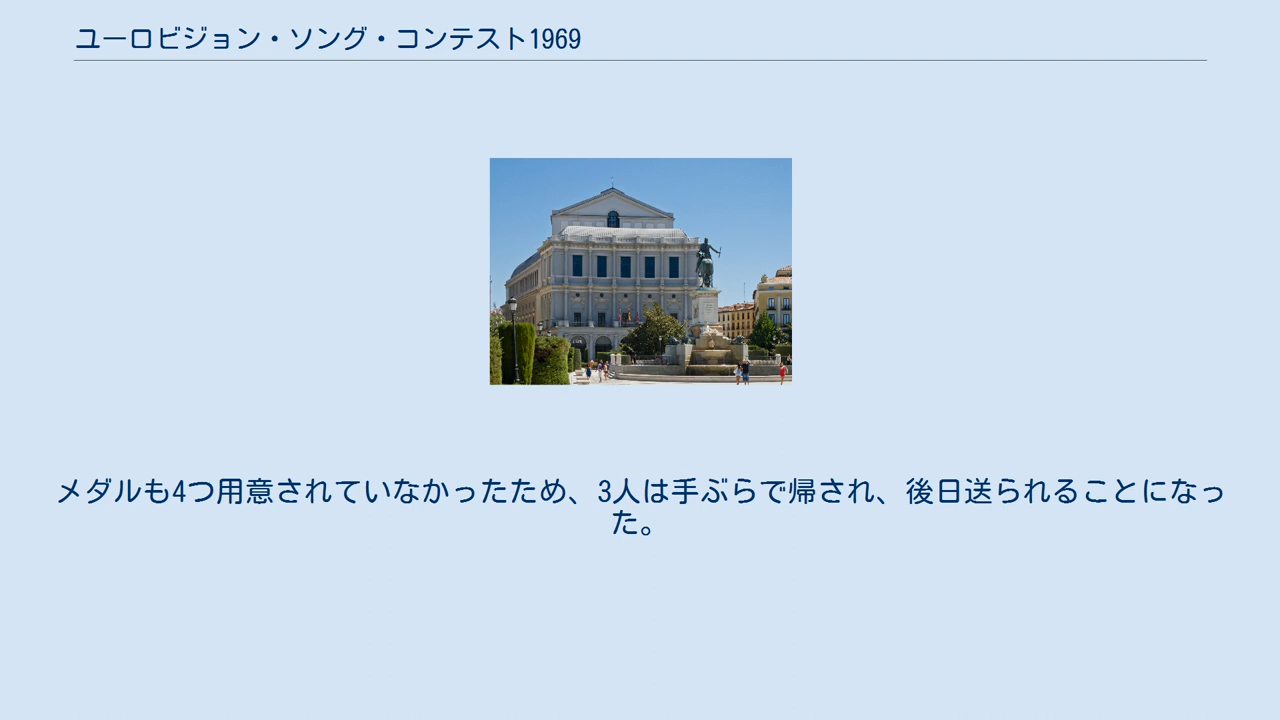 ユーロビジョン・ソング・コンテスト1969
メダルも4つ用意されていなかったため、3人は手ぶらで帰され、後日送られることになっ
た。